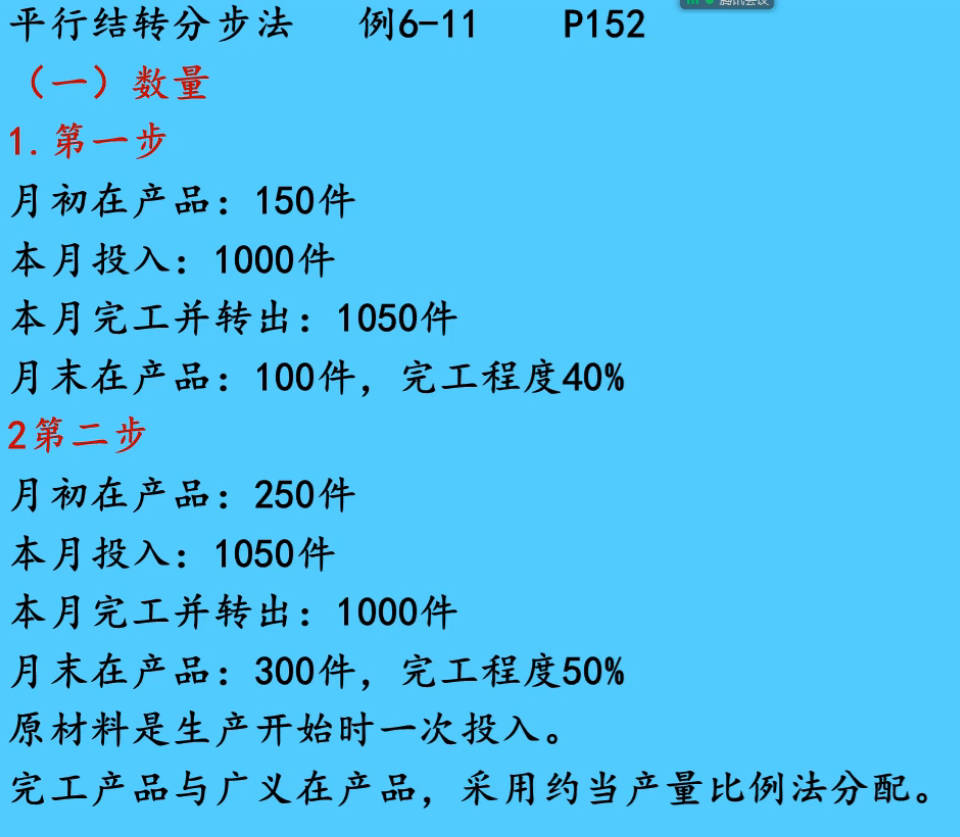 平行结转分步法 例6-11 P152
（一）数量
1.第一步
月初在产品：150件
本月投入：1000件
本月完工并转出：1050件
月末在产品：100件，完工程度40%
2第二步
月初在产品：250件
本月投入：1050件
本月完工并转出：1000件
月末在产品：300件，完工程度50%
原材料是生产开始时一次投入。
完工产品与广义在产品，采用约当产量比例法分配。